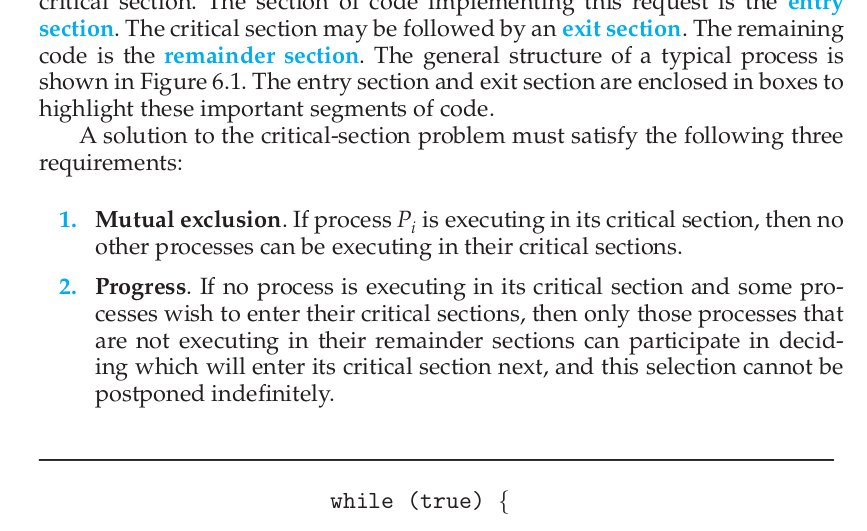 critical section. The section of code implementing this request is the entry
section. The critical section may be followed by an exit section. The remaining
code is the remainder section. The general structure of a typical process is
shown in Figure 6.1. The entry section and exit section are enclosed in boxes to
highlight these important segments of code.
A solution to the critical-section problem must satisfy the following three
requirements:
1. Mutual exclusion. If process Pi is executing in its critical section, then no
other processes can be executing in their critical sections.
2. Progress. If no process is executing in its critical section and some pro-
cesses wish to enter their critical sections, then only those processes that
are not executing in their remainder sections can participate in decid-
ing which will enter its critical section next, and this selection cannot be
postponed indefinitely.
while (true) {